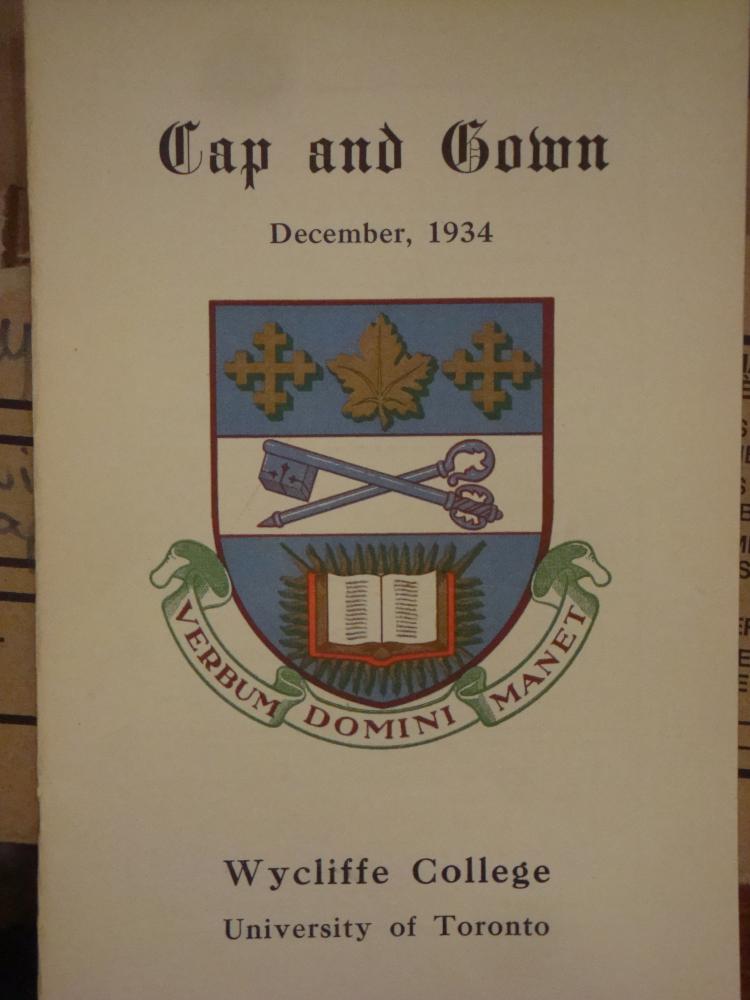 Cap and Gown
December, 1934
VERBUM DOMINI MANET
Wycliffe College
University of Toronto